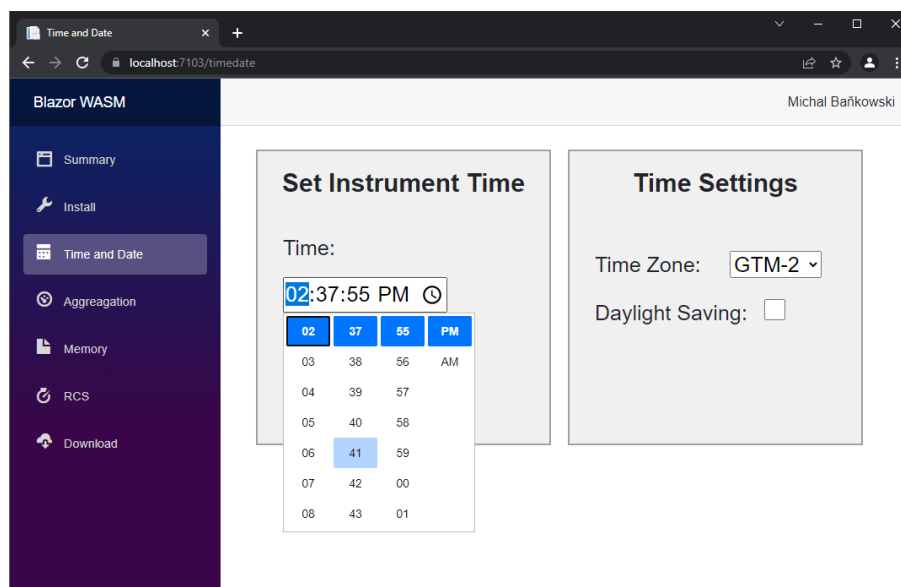 Time and Date
localhost:7103/timedate
Blazor WASM
Michal Baňkowski
Summary
Install
Time and Date
Aggreagation
Memory
RCS
Download
Set Instrument Time
Time:
02:37:55 PM
02 37 55 PM
03 38 56 AM
04 39 57
05 40 58
06 41 59
07 42 00
08 43 01
Time Settings
Time Zone: GTM-2
Daylight Saving: